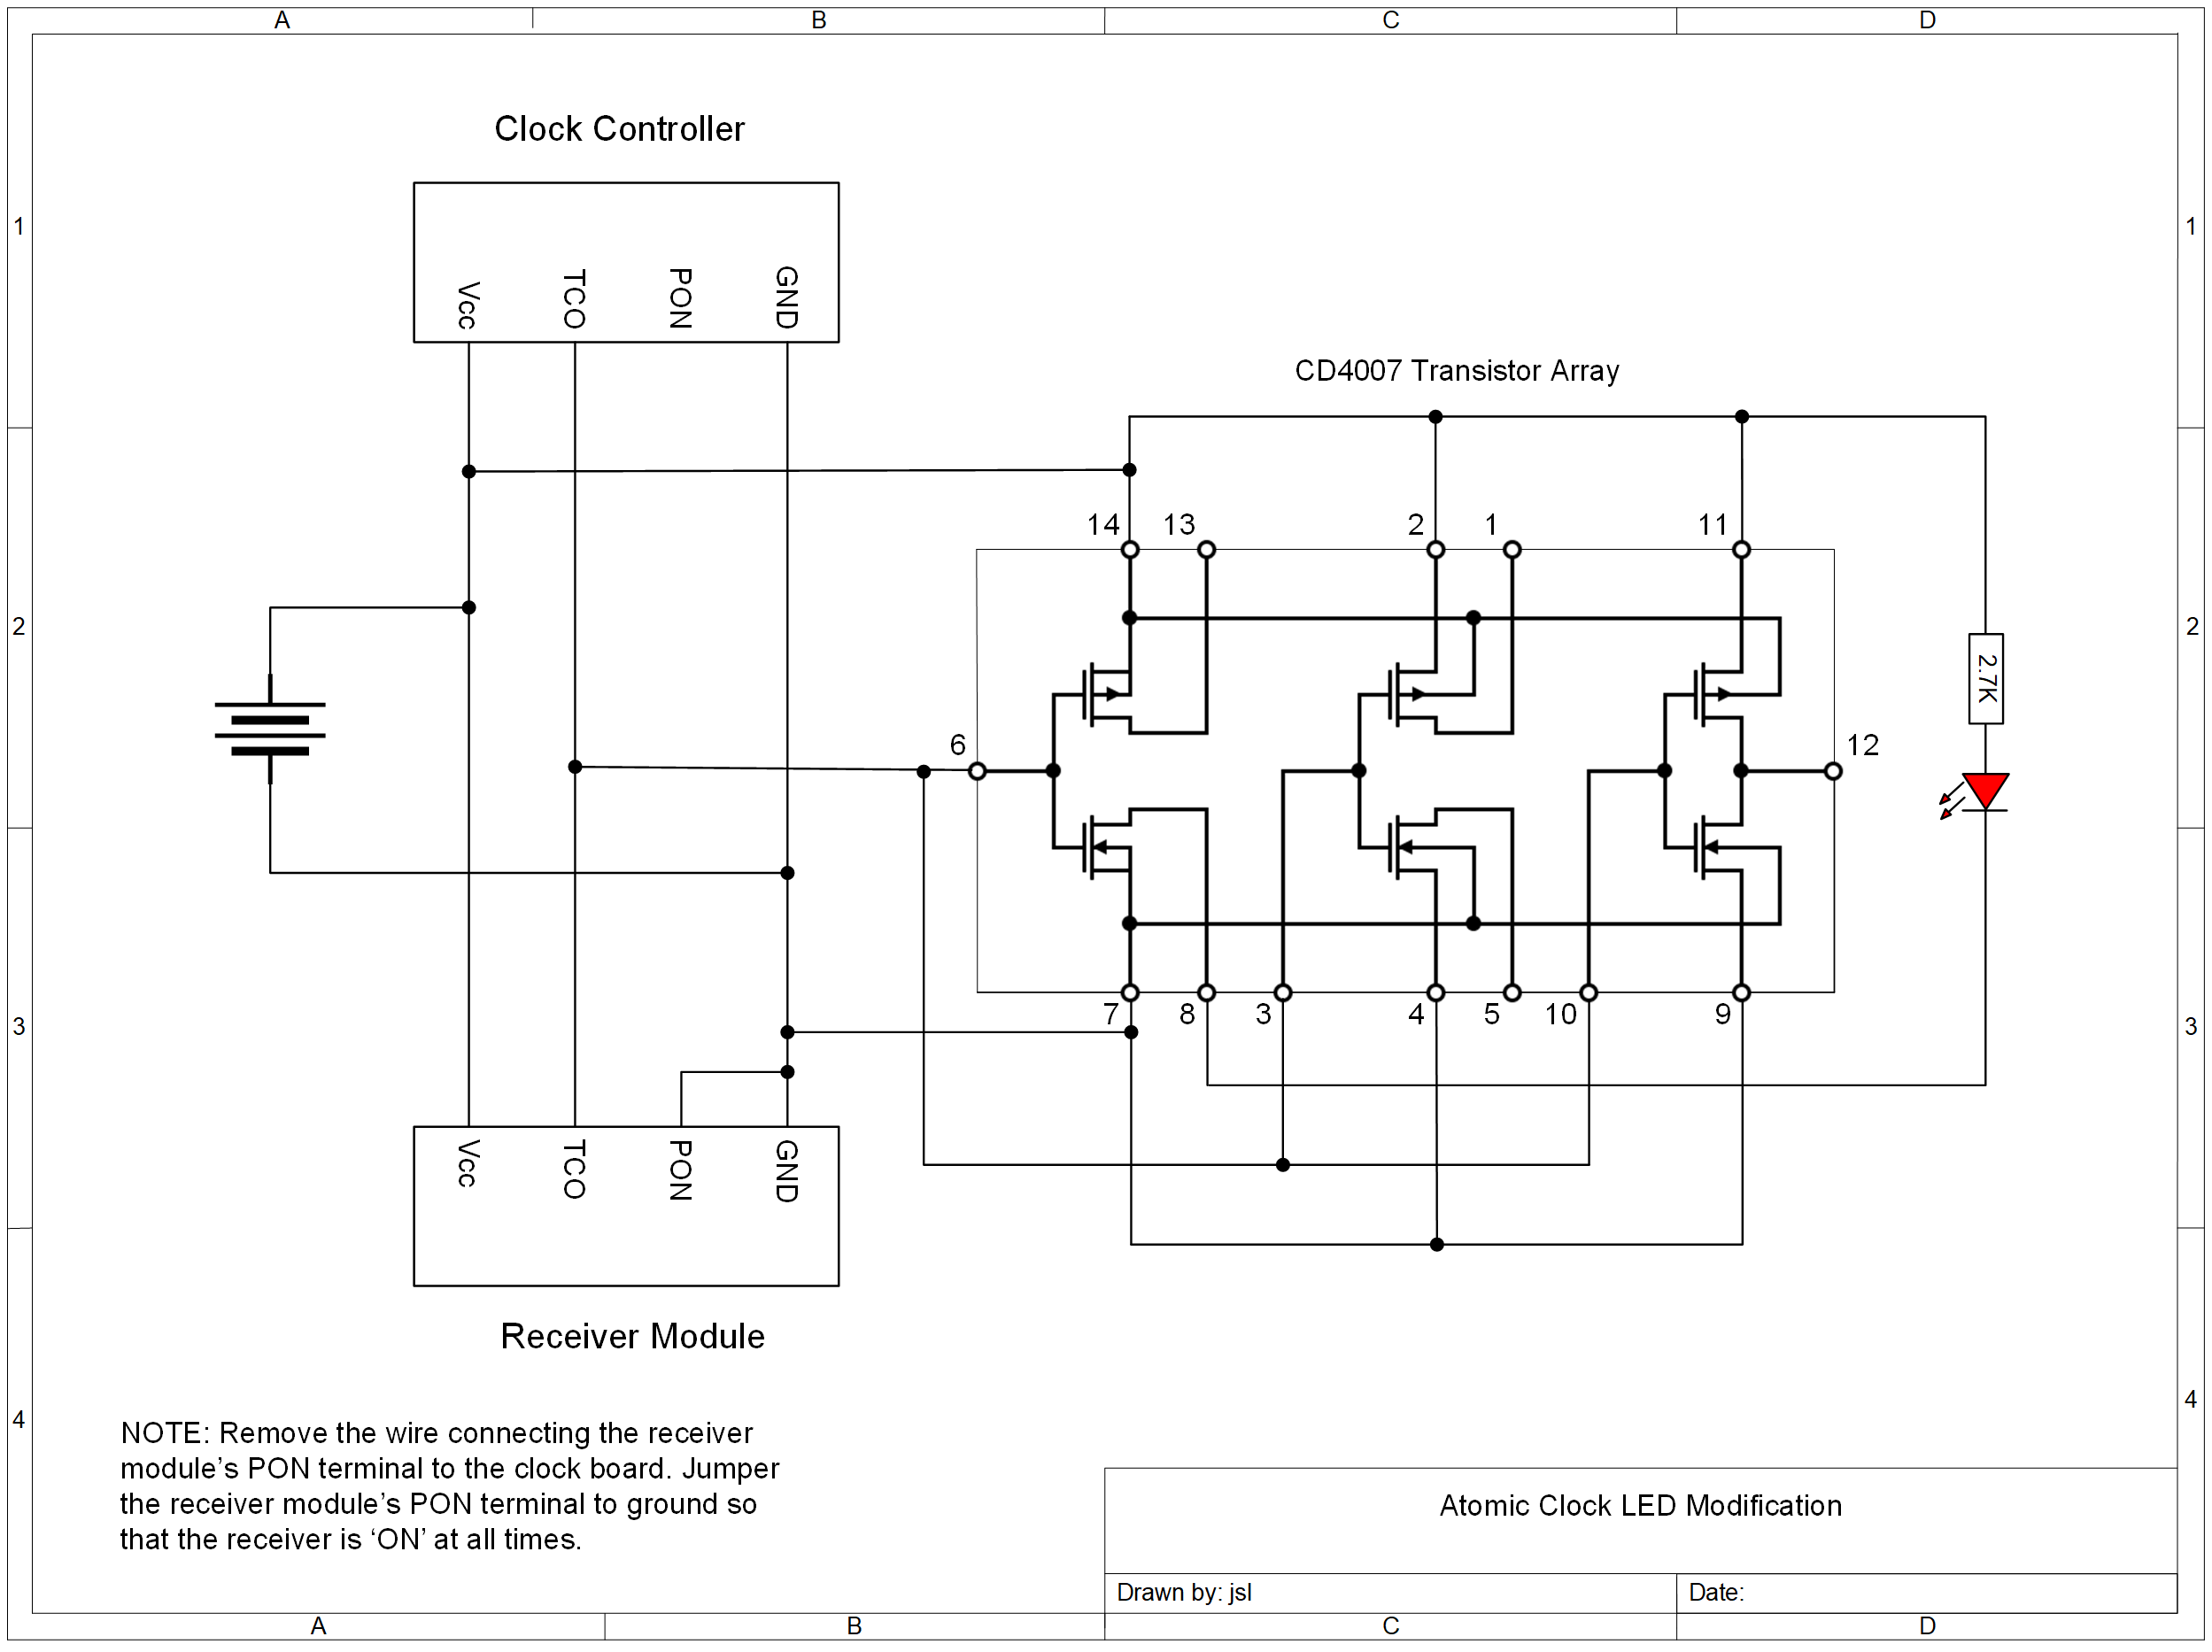 A B C D
Clock Controller
1 1
Vcc TCO PON GND
CD4007 Transistor Array
14 13 2 1 11
2 2
2.7K
6 12
7 8 3 4 5 10 9
3 3
Vcc TCO PON GND
Receiver Module
4 4
NOTE: Remove the wire connecting the receiver
module’s PON terminal to the clock board. Jumper
the receiver module’s PON terminal to ground so
that the receiver is ‘ON’ at all times.
Atomic Clock LED Modification
Drawn by: jsl Date:
A B C D